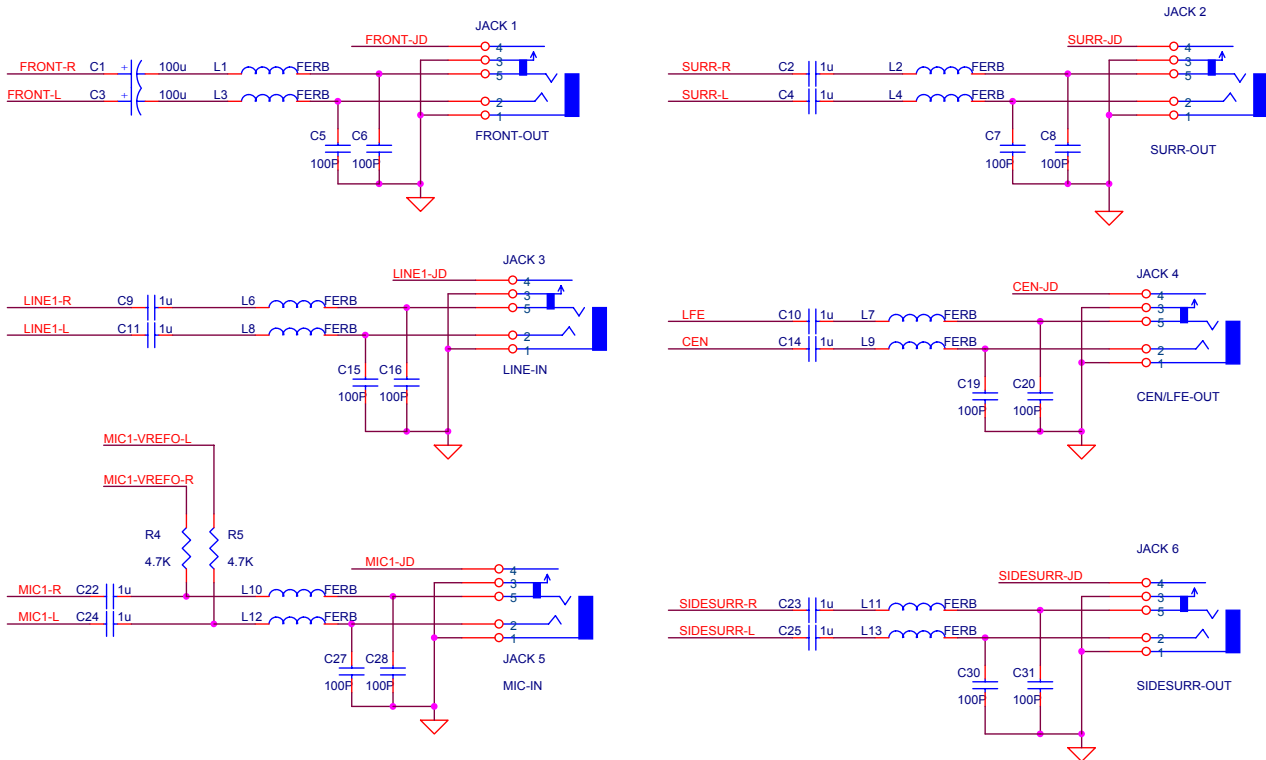 JACK 1
FRONT-JD
4
3
FRONT-R C1 + 100u L1 FERB 5
FRONT-L C3 + 100u L3 FERB 2
1
C5 C6 FRONT-OUT
100P 100P
JACK 2
SURR-JD
4
3
SURR-R C2 1u L2 FERB 5
SURR-L C4 1u L4 FERB 2
1
C7 C8 SURR-OUT
100P 100P
JACK 3
LINE1-JD
4
3
LINE1-R C9 1u L6 FERB 5
LINE1-L C11 1u L8 FERB 2
1
C15 C16 LINE-IN
100P 100P
JACK 4
CEN-JD
4
3
LFE C10 1u L7 FERB 5
CEN C14 1u L9 FERB 2
1
C19 C20 CEN/LFE-OUT
100P 100P
MIC1-VREFO-L
MIC1-VREFO-R
R4 R5
4.7K 4.7K
MIC1-JD
4
3
MIC1-R C22 1u L10 FERB 5
MIC1-L C24 1u L12 FERB 2
1
C27 C28 JACK 5
100P 100P MIC-IN
JACK 6
SIDESURR-JD
4
3
SIDESURR-R C23 1u L11 FERB 5
SIDESURR-L C25 1u L13 FERB 2
1
C30 C31 SIDESURR-OUT
100P 100P